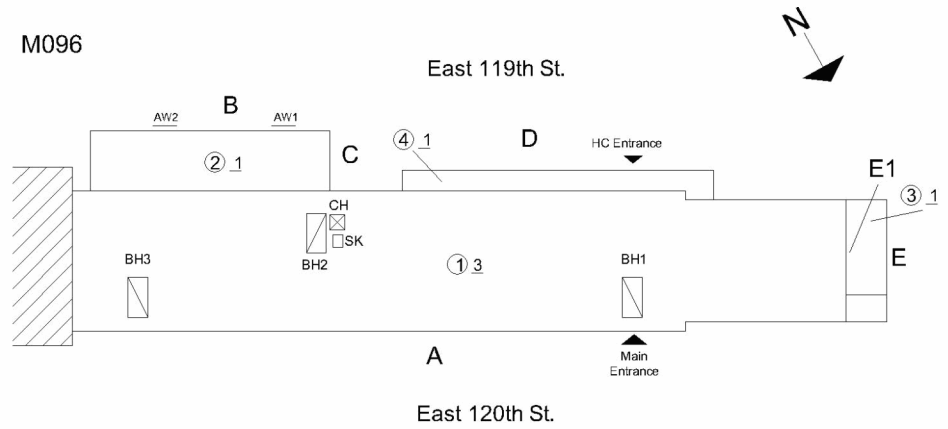 M096
N
East 119th St.
B
AW2
AW1
C
D
HC Entrance
② 1
④ 1
E1
③ 1
CH
SK
BH2
BH3
① 3
BH1
E
A
Main
Entrance
East 120th St.